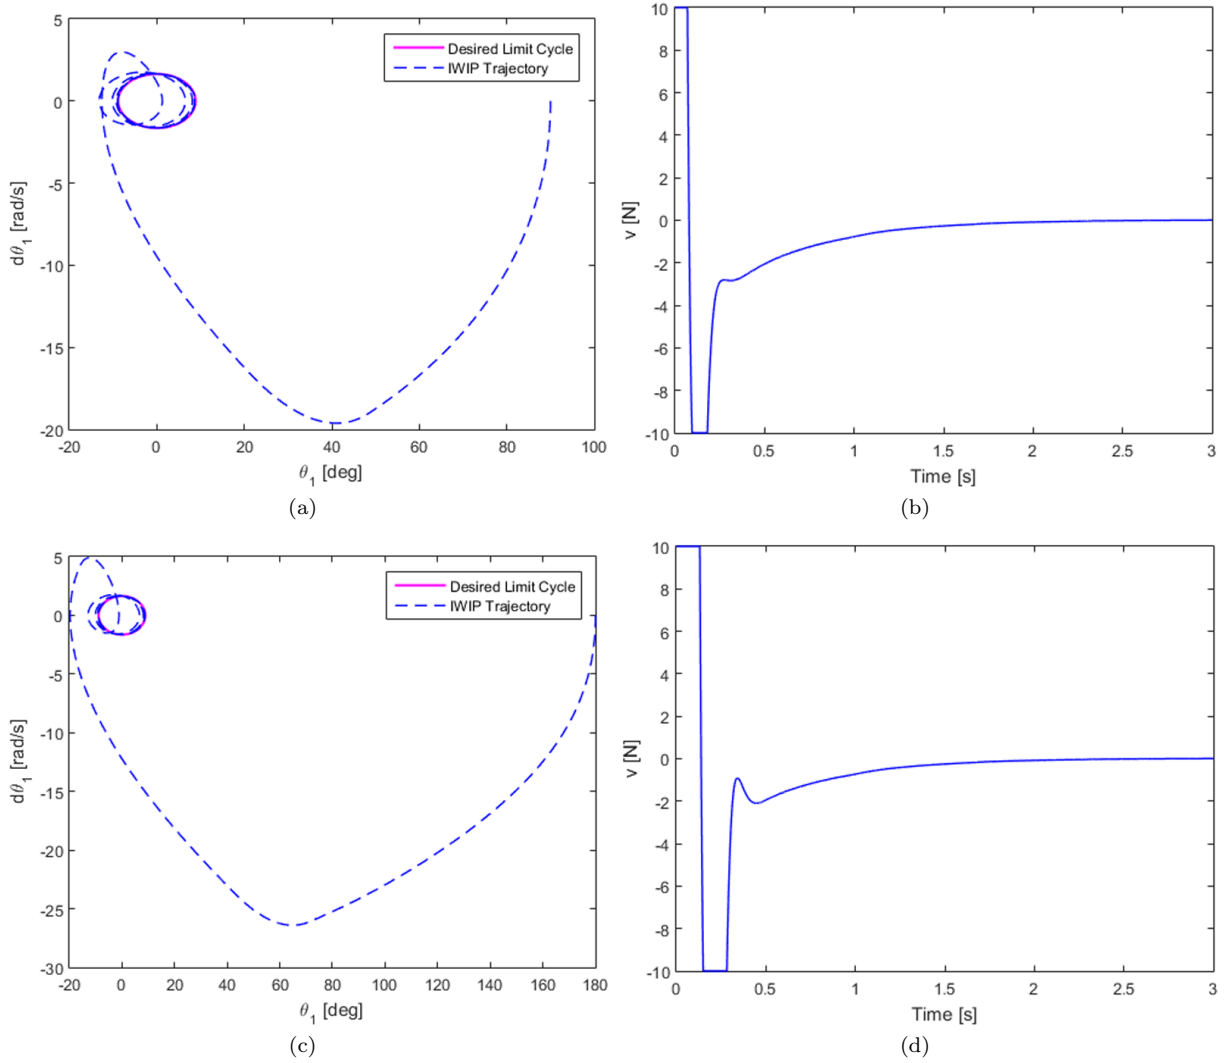 5
0
-5
-10
-15
-20
-20 0 20 40 60 80 100
dθ1 [rad/s]
θ1 [deg]
Desired Limit Cycle
IWIP Trajectory
(a)
10
8
6
4
2
0
-2
-4
-6
-8
-10
0 0.5 1 1.5 2 2.5 3
v [N]
Time [s]
(b)
5
0
-5
-10
-15
-20
-25
-30
-20 0 20 40 60 80 100 120 140 160 180
dθ1 [rad/s]
θ1 [deg]
Desired Limit Cycle
IWIP Trajectory
(c)
10
8
6
4
2
0
-2
-4
-6
-8
-10
0 0.5 1 1.5 2 2.5 3
v [N]
Time [s]
(d)